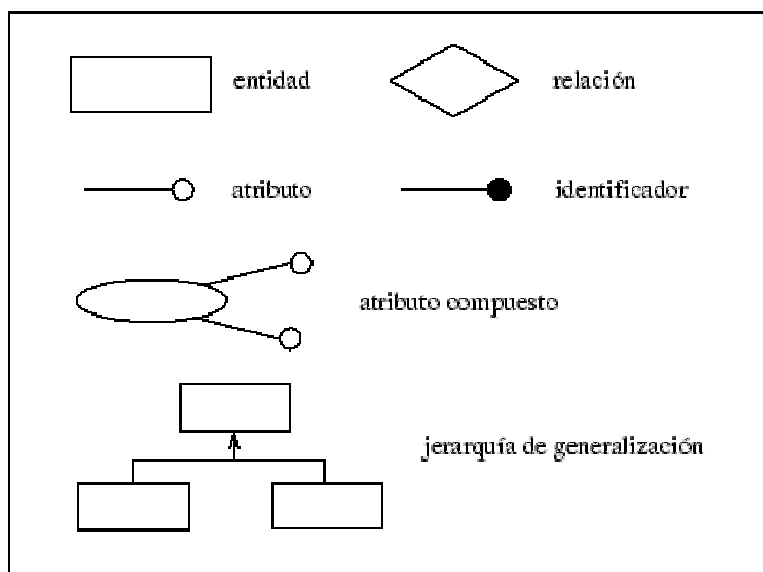 entidad
relación
atributo
identificador
atributo compuesto
jerarquía de generalización